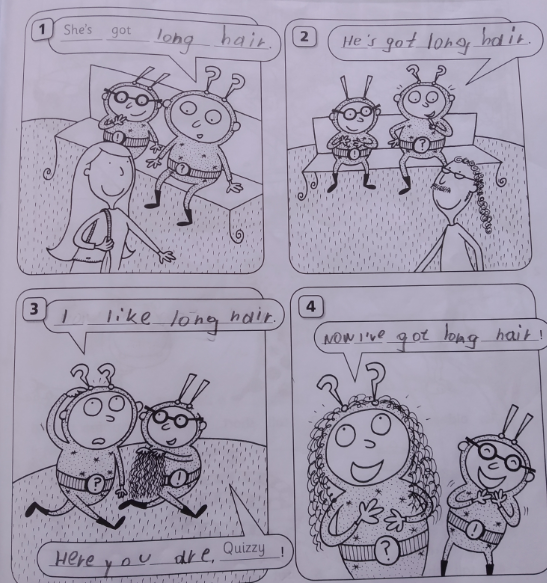 1
She's got long hair.
2
He's got long hair.
3
I like long hair.
Here you are, Quizzy!
4
Now I've got long hair!